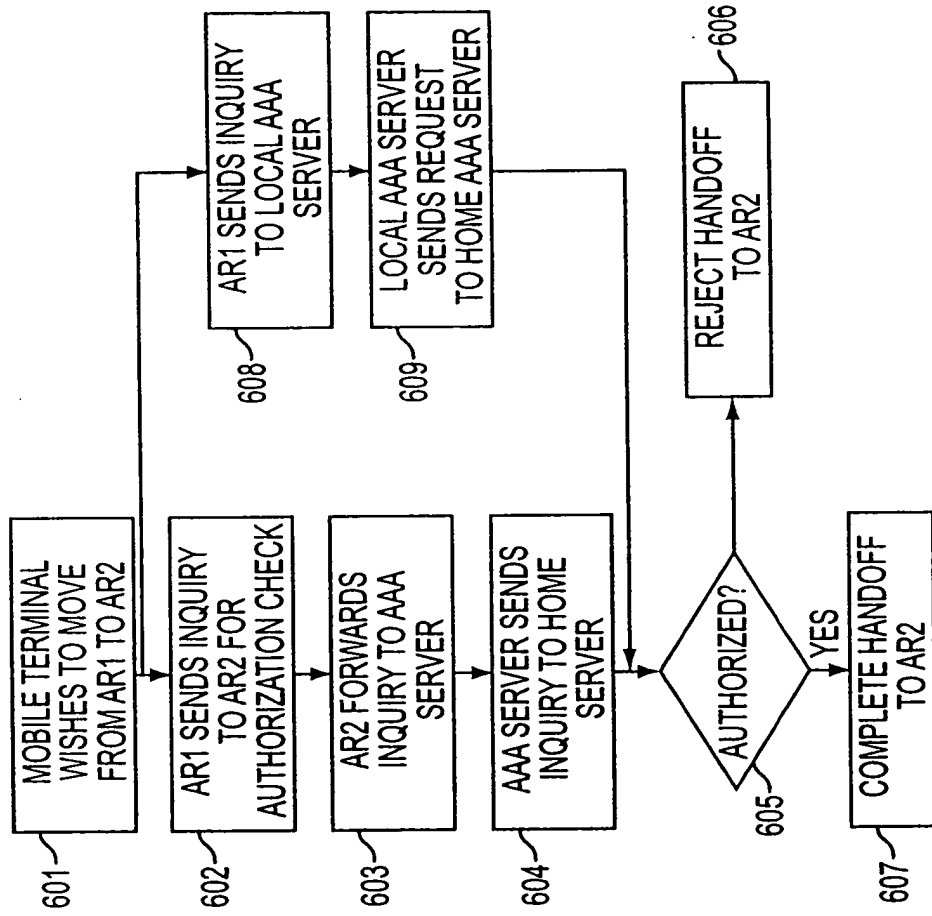 601
MOBILE TERMINAL
WISHES TO MOVE
FROM AR1 TO AR2
602
AR1 SENDS INQUIRY
TO AR2 FOR
AUTHORIZATION CHECK
603
AR2 FORWARDS
INQUIRY TO AAA
SERVER
604
AAA SERVER SENDS
INQUIRY TO HOME
SERVER
608
AR1 SENDS INQUIRY
TO LOCAL AAA
SERVER
609
LOCAL AAA SERVER
SENDS REQUEST
TO HOME AAA SERVER
605
AUTHORIZED?
YES
606
REJECT HANDOFF
TO AR2
607
COMPLETE HANDOFF
TO AR2